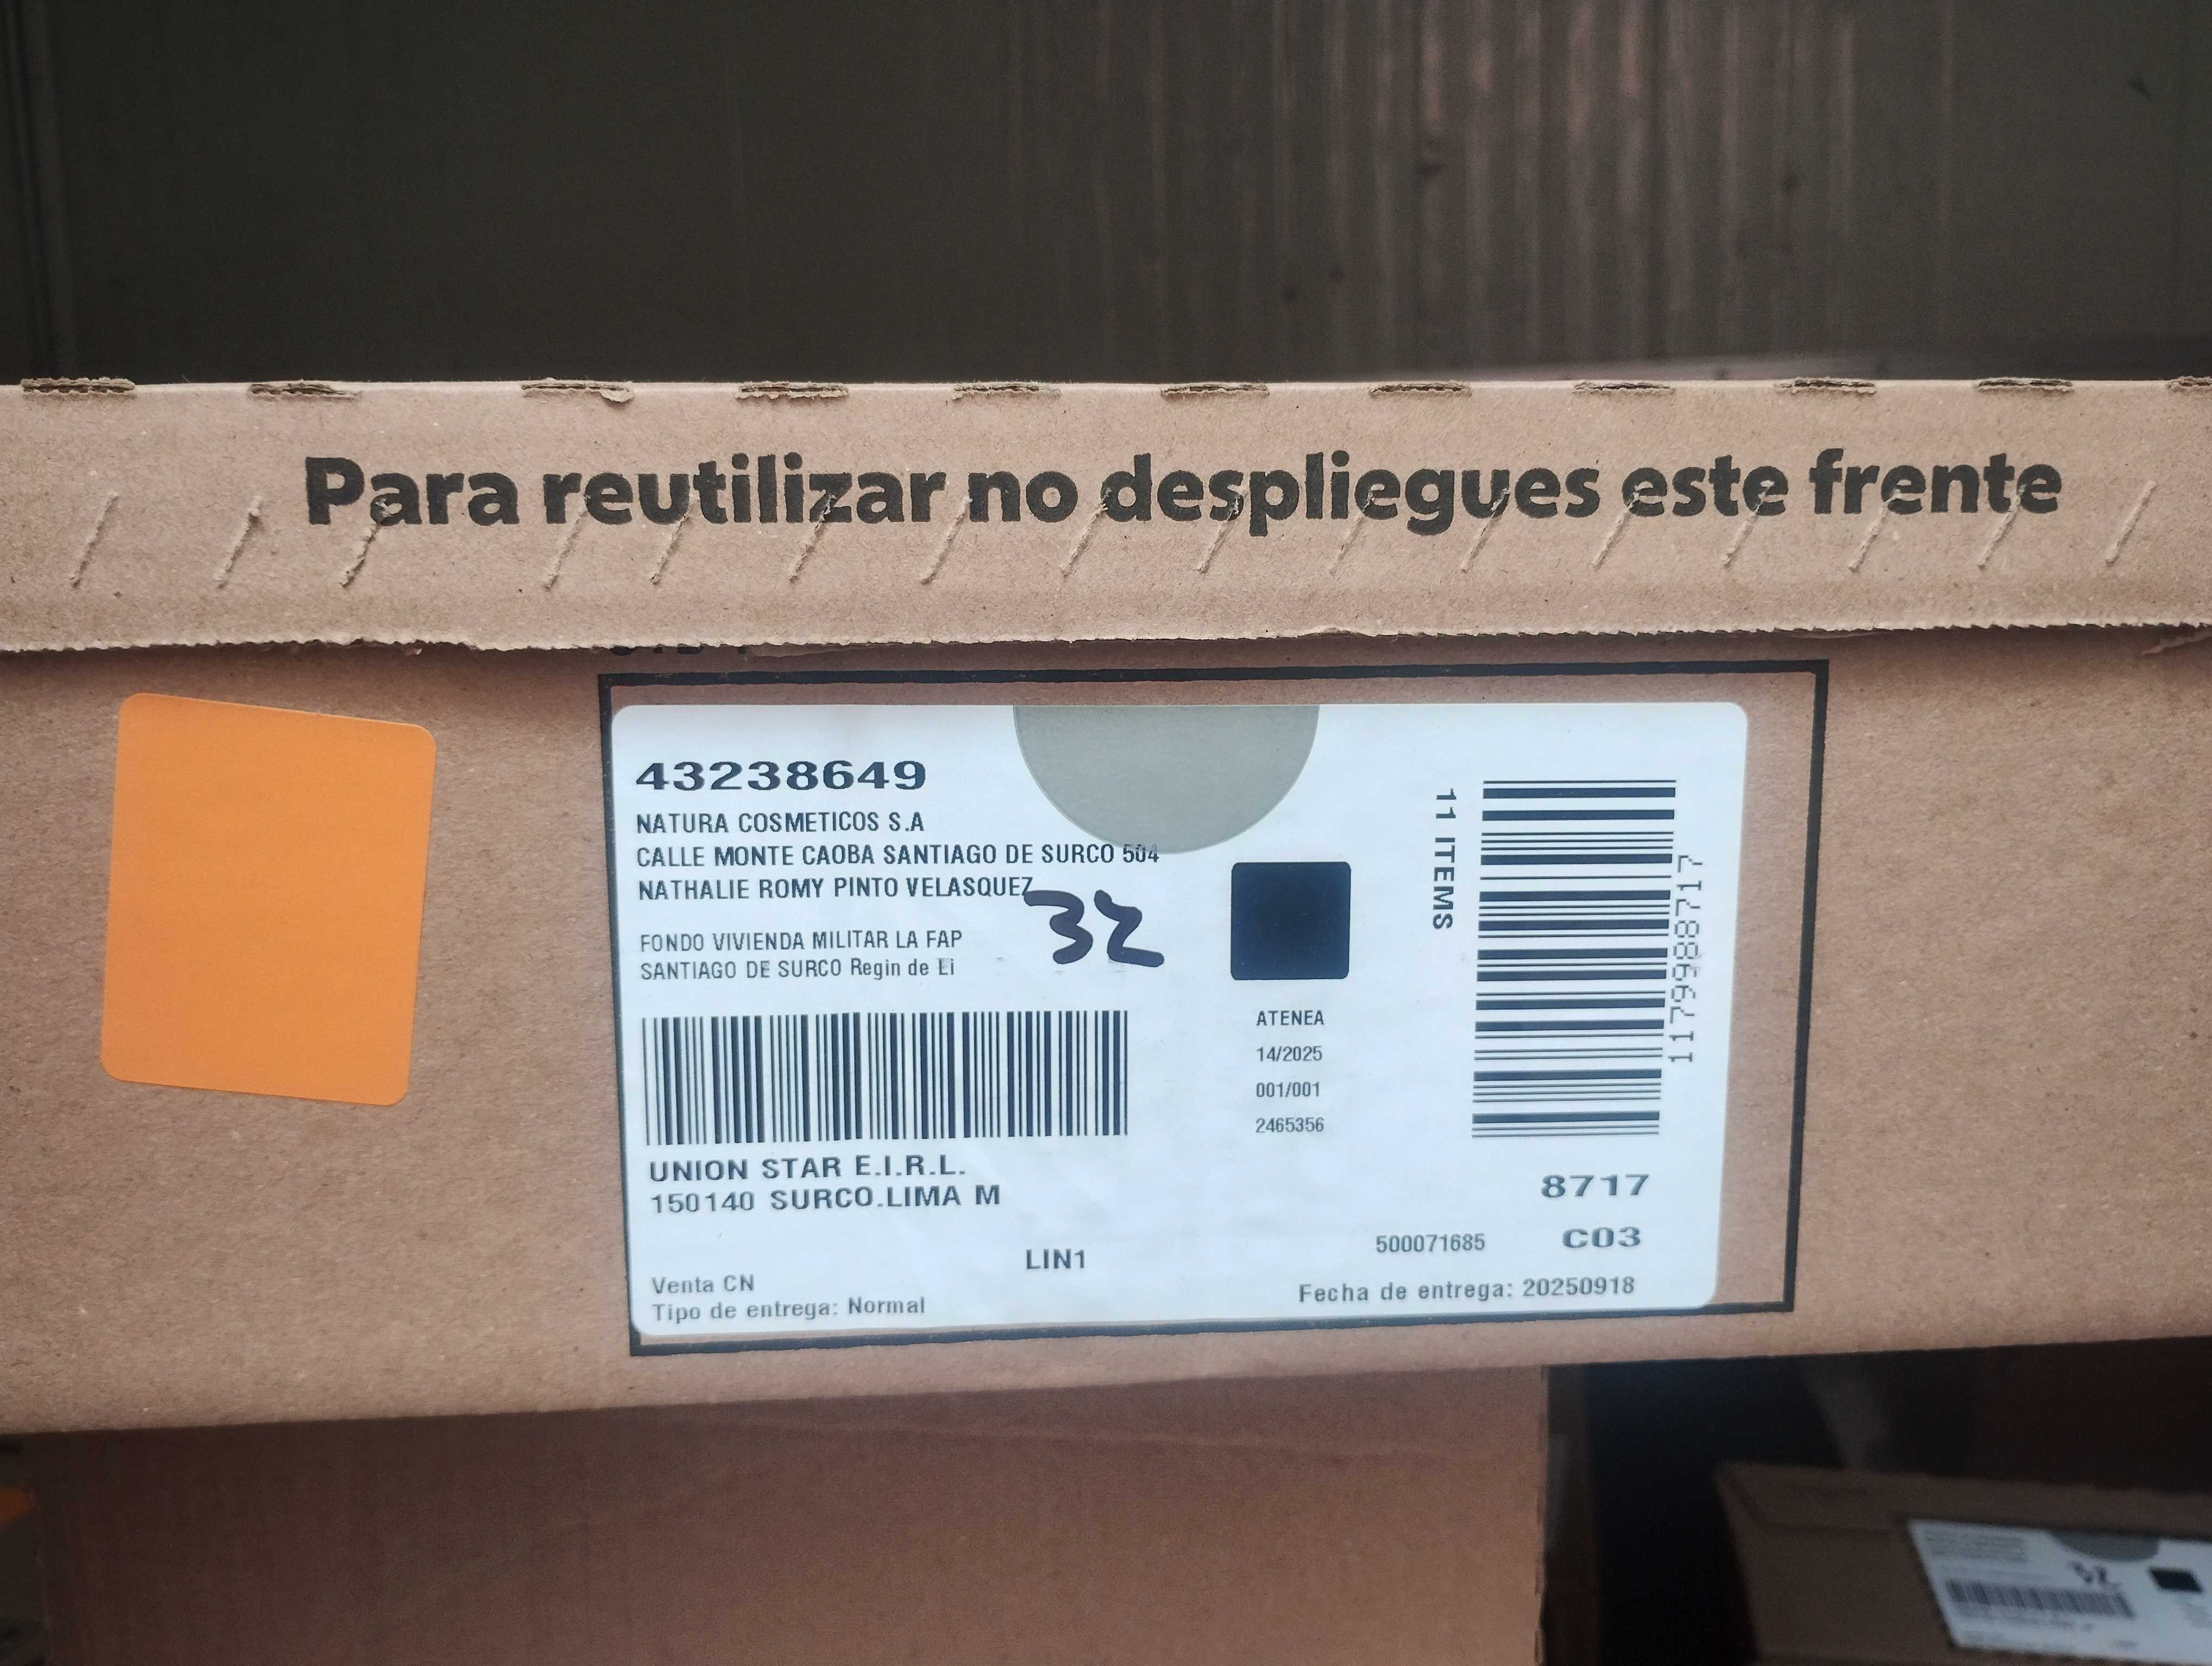 Para reutilizar no despliegues este frente
43238649
NATURA COSMETICOS S.A
CALLE MONTE CAOBA SANTIAGO DE SURCO 504
NATHALIE ROMY PINTO VELASQUEZ
32
FONDO VIVIENDA MILITAR LA FAP
SANTIAGO DE SURCO Regin de Li
11 ITEMS
1179988717
ATENEA
14/2025
001/001
2465356
UNION STAR E.I.R.L.
150140 SURCO.LIMA M
8717
LIN1
500071685
C03
Venta CN
Tipo de entrega: Normal
Fecha de entrega: 20250918
32